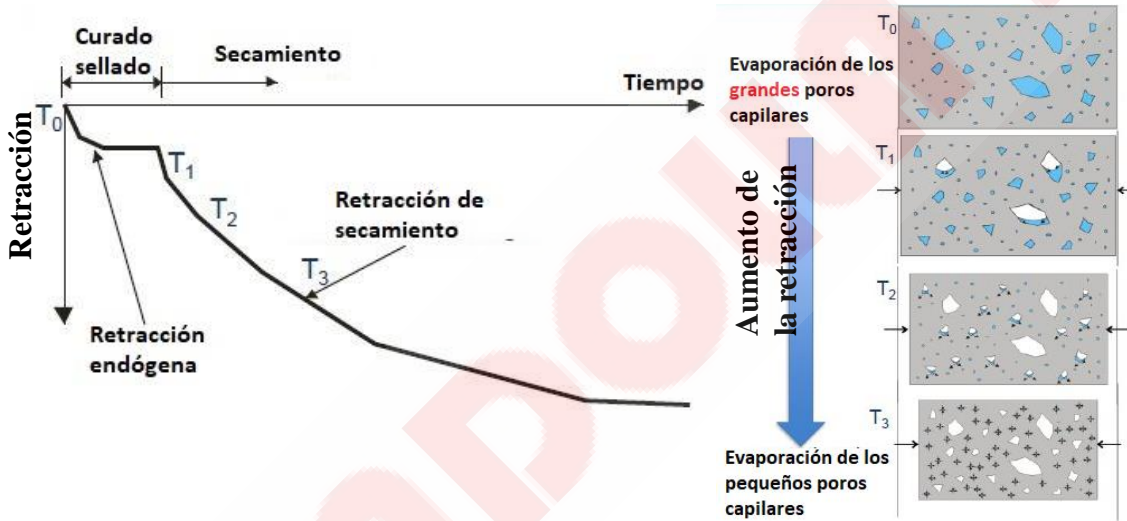 Curado
sellado
Secamiento
Tiempo
Retracción
T0
T1
T2
T3
Retracción de
secamiento
Retracción
endógena
Evaporación de los
grandes poros
capilares
Aumento de
la retracción
Evaporación de los
pequeños poros
capilares
T0
T1
T2
T3